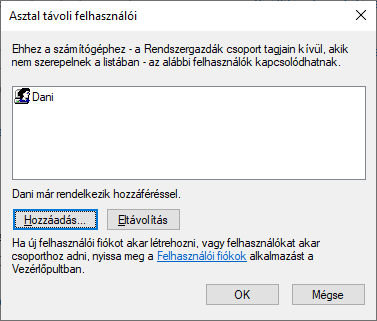 Asztal távoli felhasználói
Ehhez a számítógéphez - a Rendszergazdák csoport tagjain kívül, akik
nem szerepelnek a listában - az alábbi felhasználók kapcsolódhatnak.
Dani
Dani már rendelkezik hozzáféréssel.
Hozzáadás... Eltávolítás
Ha új felhasználói fiókot akar létrehozni, vagy felhasználókat akar
csoporthoz adni, nyissa meg a Felhasználói fiókok alkalmazást a
Vezérlőpultban.
OK Mégse